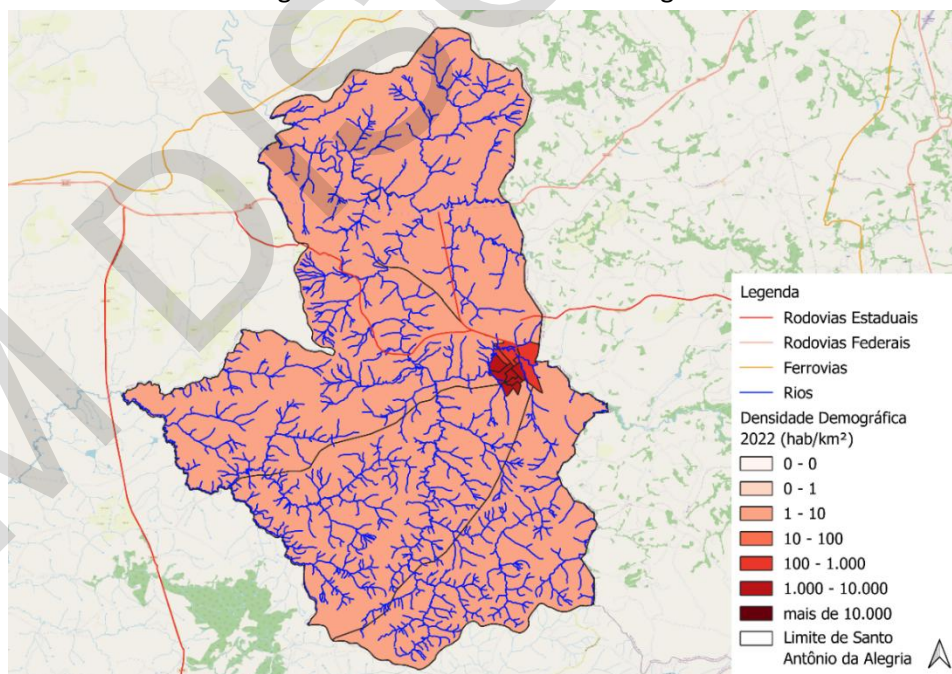 M DISC
Legenda
Rodovias Estaduais
Rodovias Federais
Ferrovias
Rios
Densidade Demográfica
2022 (hab/km²)
0 - 0
0 - 1
1 - 10
10 - 100
100 - 1.000
1.000 - 10.000
mais de 10.000
Limite de Santo
Antônio da Alegria